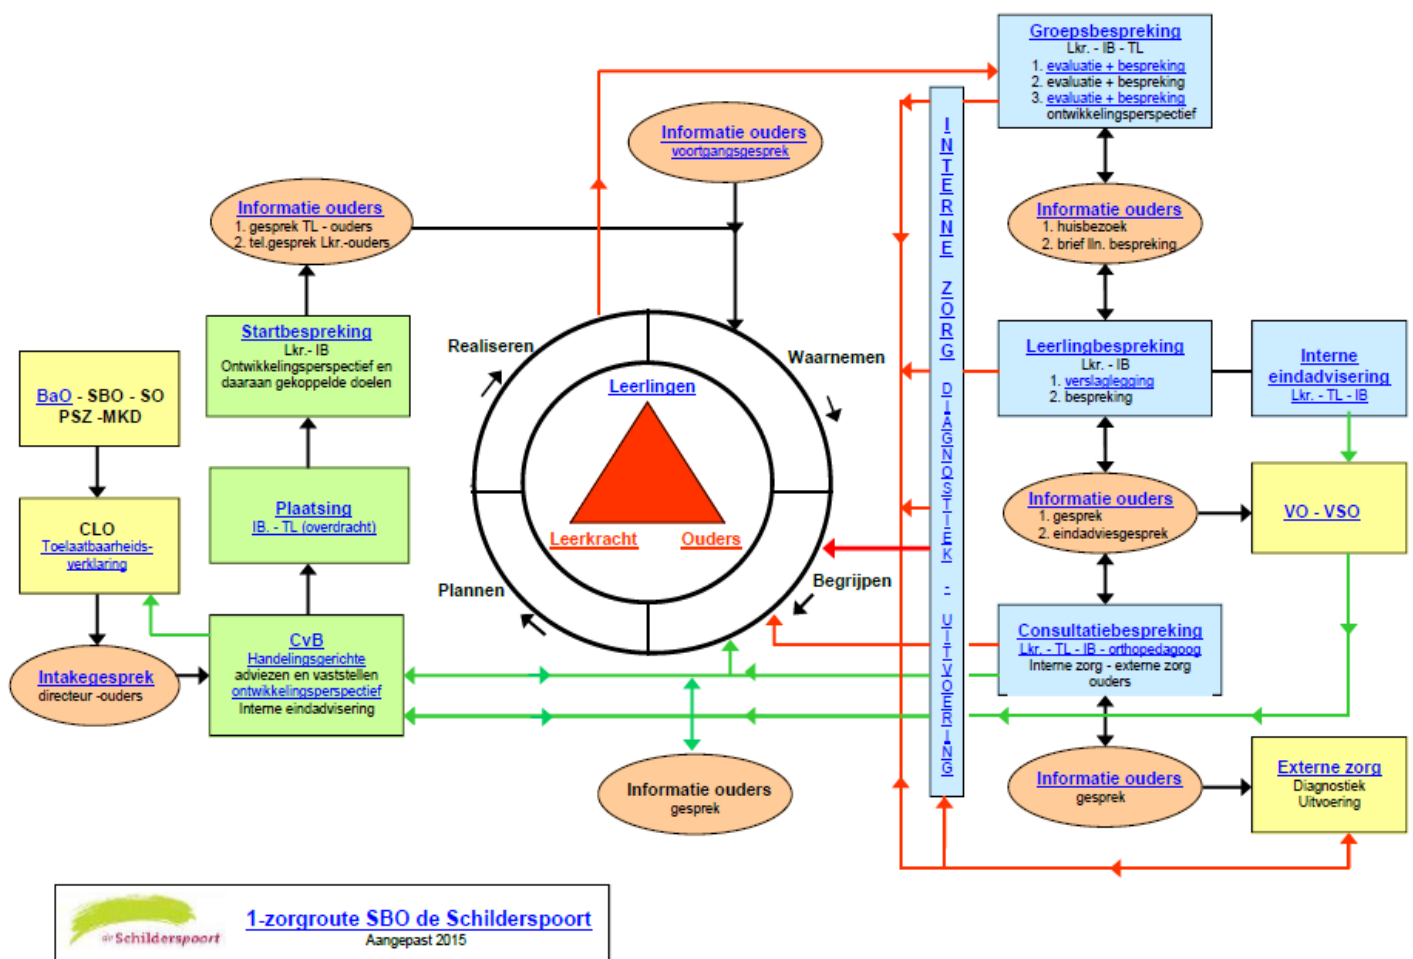 Groepsbespreking
Lkr. - IB - TL
1. evaluatie + bespreking
2. evaluatie + bespreking
3. evaluatie + bespreking
ontwikkelingsperspectief
Informatie ouders
voortgangsgesprek
Informatie ouders
1. gesprek TL - ouders
2. tel.gesprek Lkr.-ouders
Informatie ouders
1. huisbezoek
2. brief lln. bespreking
INTERNE ZORG DIAGNOSTIEK - UITVOERING
Startbespreking
Lkr.- IB
Ontwikkelingsperspectief en
daaraan gekoppelde doelen
Realiseren
Waarnemen
Leerlingen
Leerkracht
Ouders
Plannen
Begrijpen
Leerlingbespreking
Lkr. - IB
1. verslaglegging
2. bespreking
Interne
eindadvisering
Lkr. - TL - IB
BaO - SBO - SO
PSZ -MKD
Plaatsing
IB. - TL (overdracht)
CLO
Toelaatbaarheids-
verklaring
Informatie ouders
1. gesprek
2. eindadviesgesprek
VO - VSO
CvB
Handelingsgerichte
adviezen en vaststellen
ontwikkelingsperspectief
Interne eindadvisering
Intakegesprek
directeur -ouders
Consultatiebespreking
Lkr. - TL - IB - orthopedagoog
Interne zorg - externe zorg
ouders
Informatie ouders
gesprek
Informatie ouders
gesprek
Externe zorg
Diagnostiek
Uitvoering
de Schilderspoort
1-zorgroute SBO de Schilderspoort
Aangepast 2015